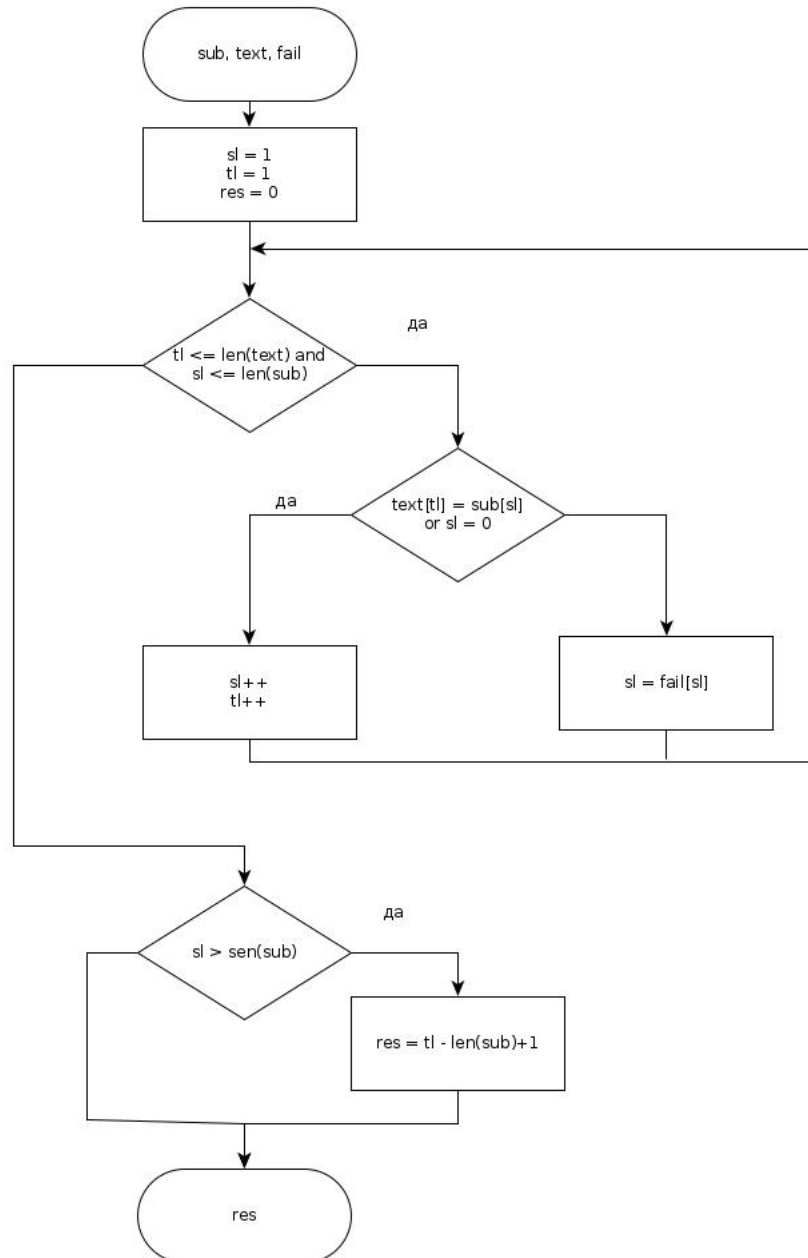 sub, text, fail
sl = 1
tl = 1
res = 0
да
tl <= len(text) and
sl <= len(sub)
да
text[tl] = sub[sl]
or sl = 0
sl++
tl++
sl = fail[sl]
да
sl > sen(sub)
res = tl - len(sub)+1
res